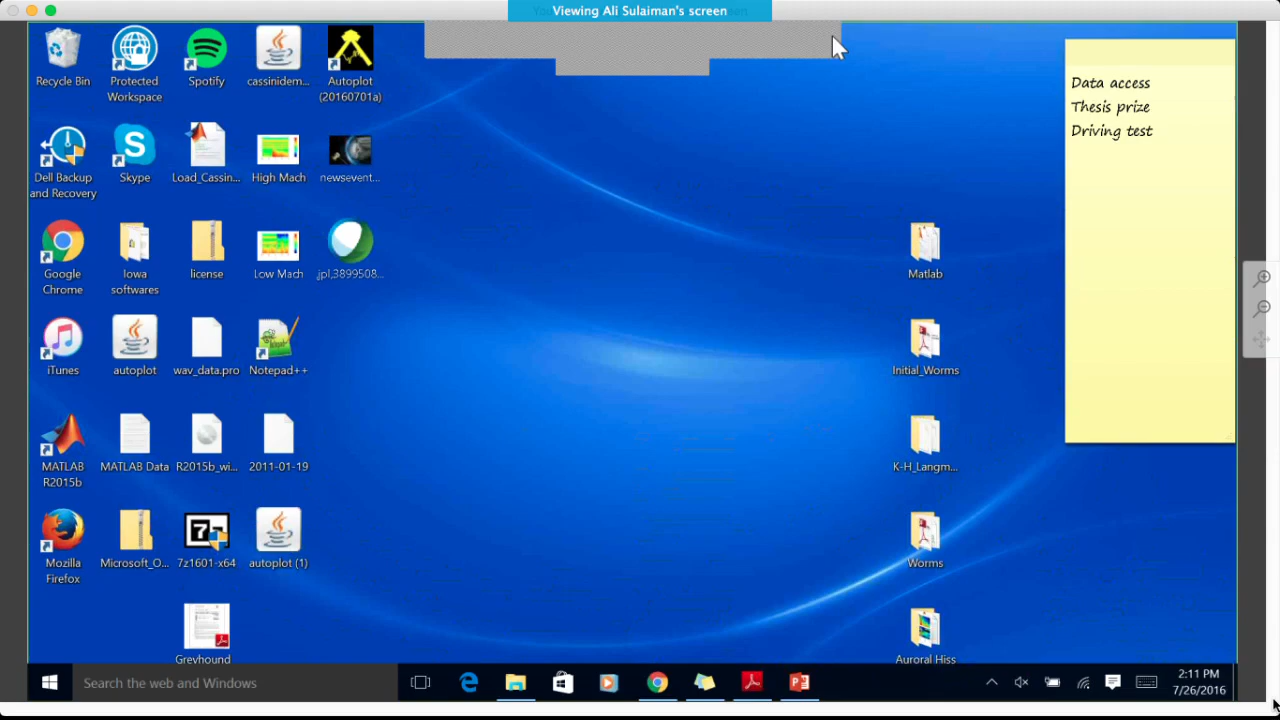 Viewing Ali Sulaiman's screen
Recycle Bin
Protected
Workspace
Spotify
cassinidem...
Autoplot
(20160701a)
Data access
Thesis prize
Driving test
Dell Backup
and Recovery
Skype
Load_Cassin...
High Mach
newsevent...
Google
Chrome
Iowa
softwares
license
Low Mach
.jpl,3899508...
Matlab
iTunes
autoplot
wav_data.pro
Notepad++
Initial_Worms
MATLAB
R2015b
MATLAB Data
R2015b_wi...
2011-01-19
K-H_Langm...
Mozilla
Firefox
Microsoft_O...
7z1601-x64
autoplot (1)
Worms
Greyhound
Auroral Hiss
Search the web and Windows
2:11 PM
7/26/2016